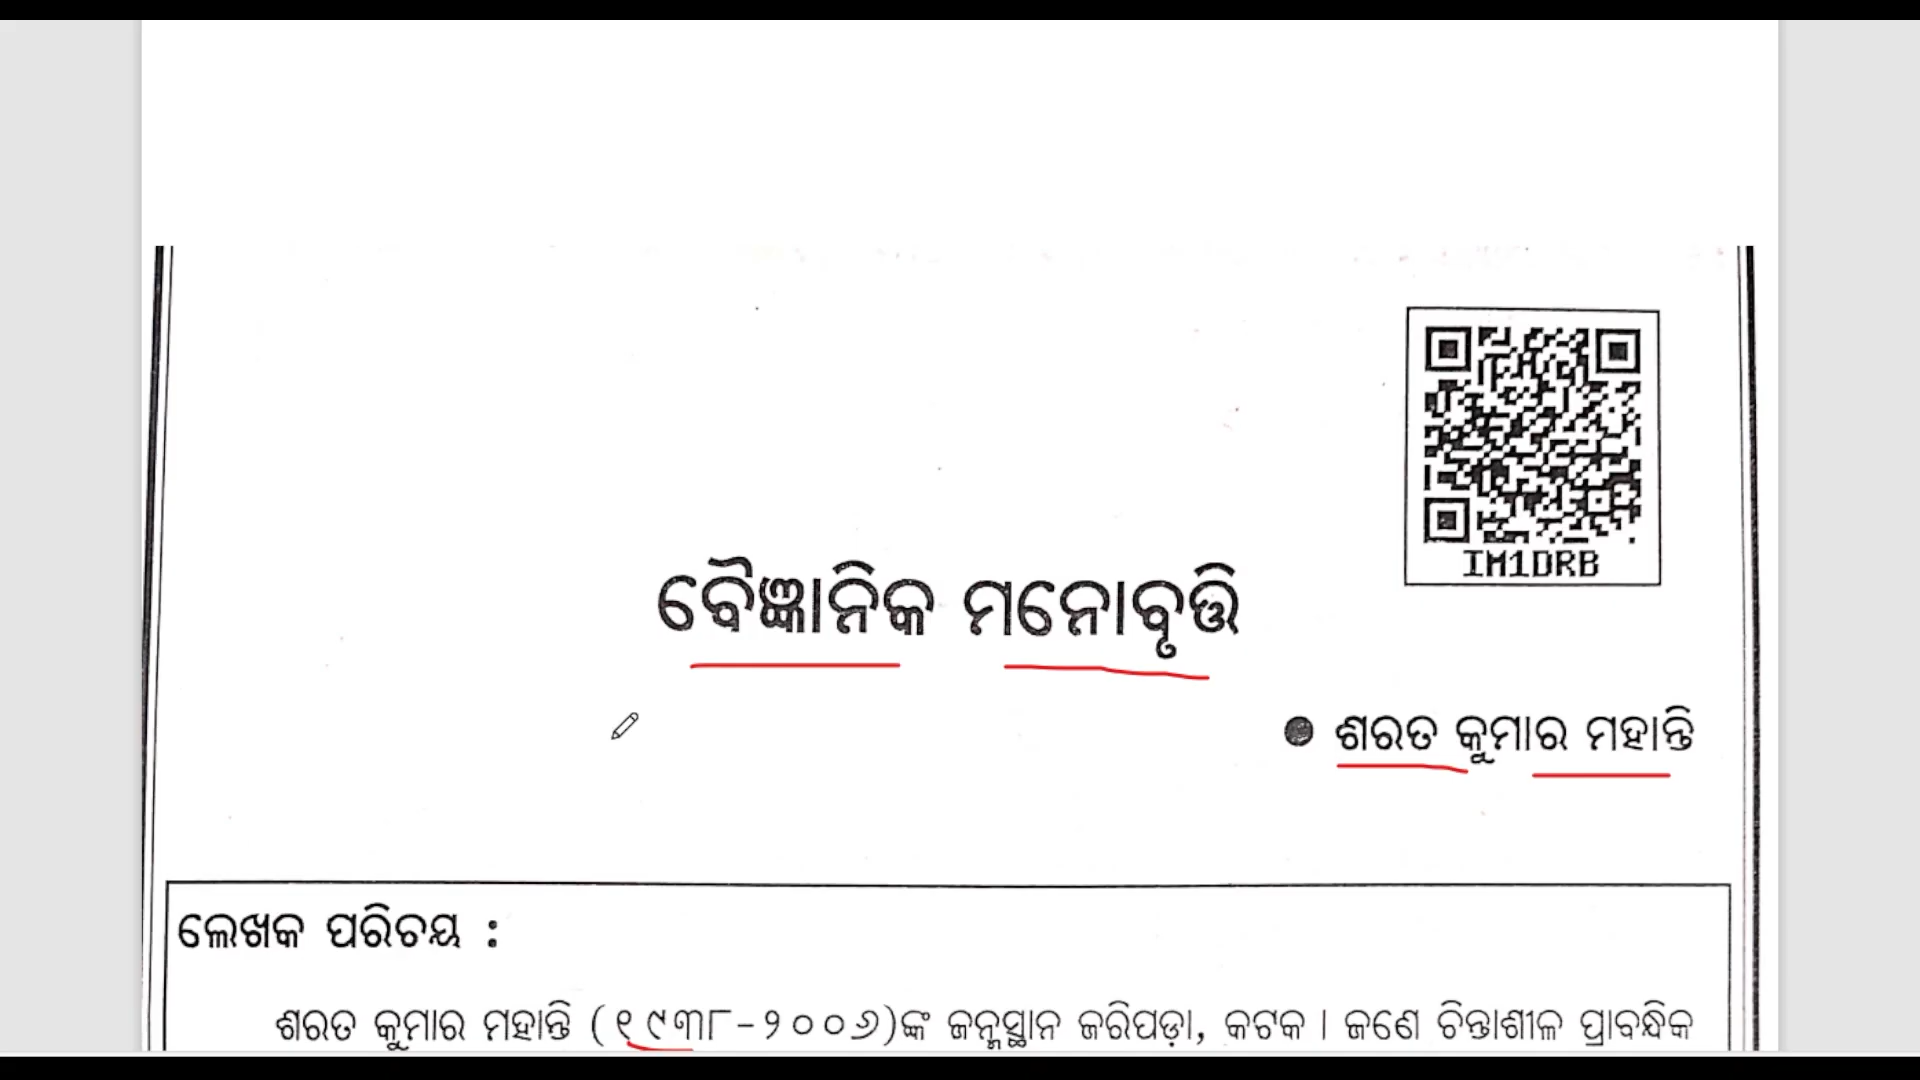 IM1DRB
ବୈଜ୍ଞାନିକ ମନୋବୃତ୍ତି
● ଶରତ କୁମାର ମହାନ୍ତି
ଲେଖକ ପରିଚୟ :
ଶରତ କୁମାର ମହାନ୍ତି (୧୯୩୮-୨୦୦୬)ଙ୍କ ଜନ୍ମସ୍ଥାନ ଜରିପଡ଼ା, କଟକ । ଜଣେ ଚିନ୍ତାଶୀଳ ପ୍ରାବନ୍ଧିକ